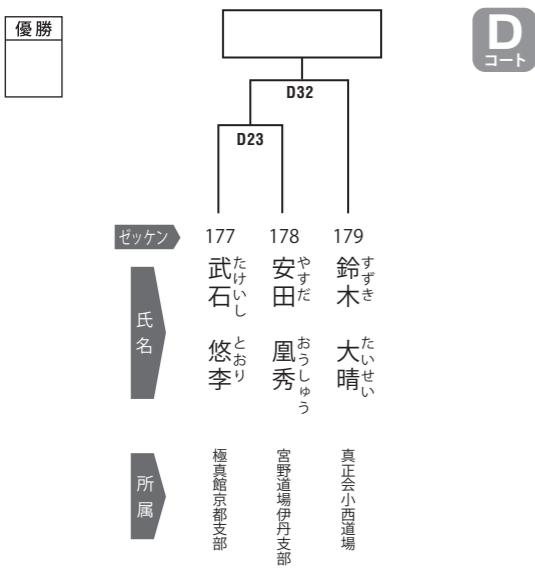 優勝
D
コート
D32
D23
ゼッケン
177
178
179
氏名
武石 悠李
たけいし とおり
安田 凰秀
やすだ おうしゅう
鈴木 大晴
すずき たいせい
所属
極真館京都支部
宮野道場伊丹支部
真正会小西道場